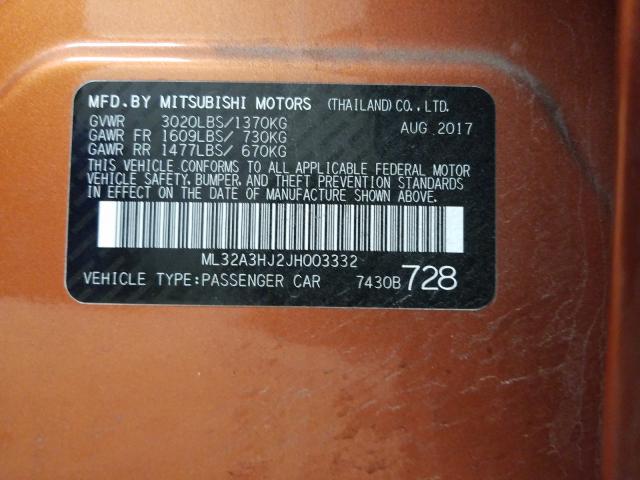 MFD.BY MITSUBISHI MOTORS (THAILAND) CO., LTD.
GVWR 3020LBS/1370KG AUG 2017
GAWR FR 1609LBS/ 730KG
GAWR RR 1477LBS/ 670KG
THIS VEHICLE CONFORMS TO ALL APPLICABLE FEDERAL MOTOR
VEHICLE SAFETY, BUMPER, AND THEFT PREVENTION STANDARDS
IN EFFECT ON THE DATE OF MANUFACTURE SHOWN ABOVE.
ML32A3HJ2JH003332
VEHICLE TYPE:PASSENGER CAR 7430B 728